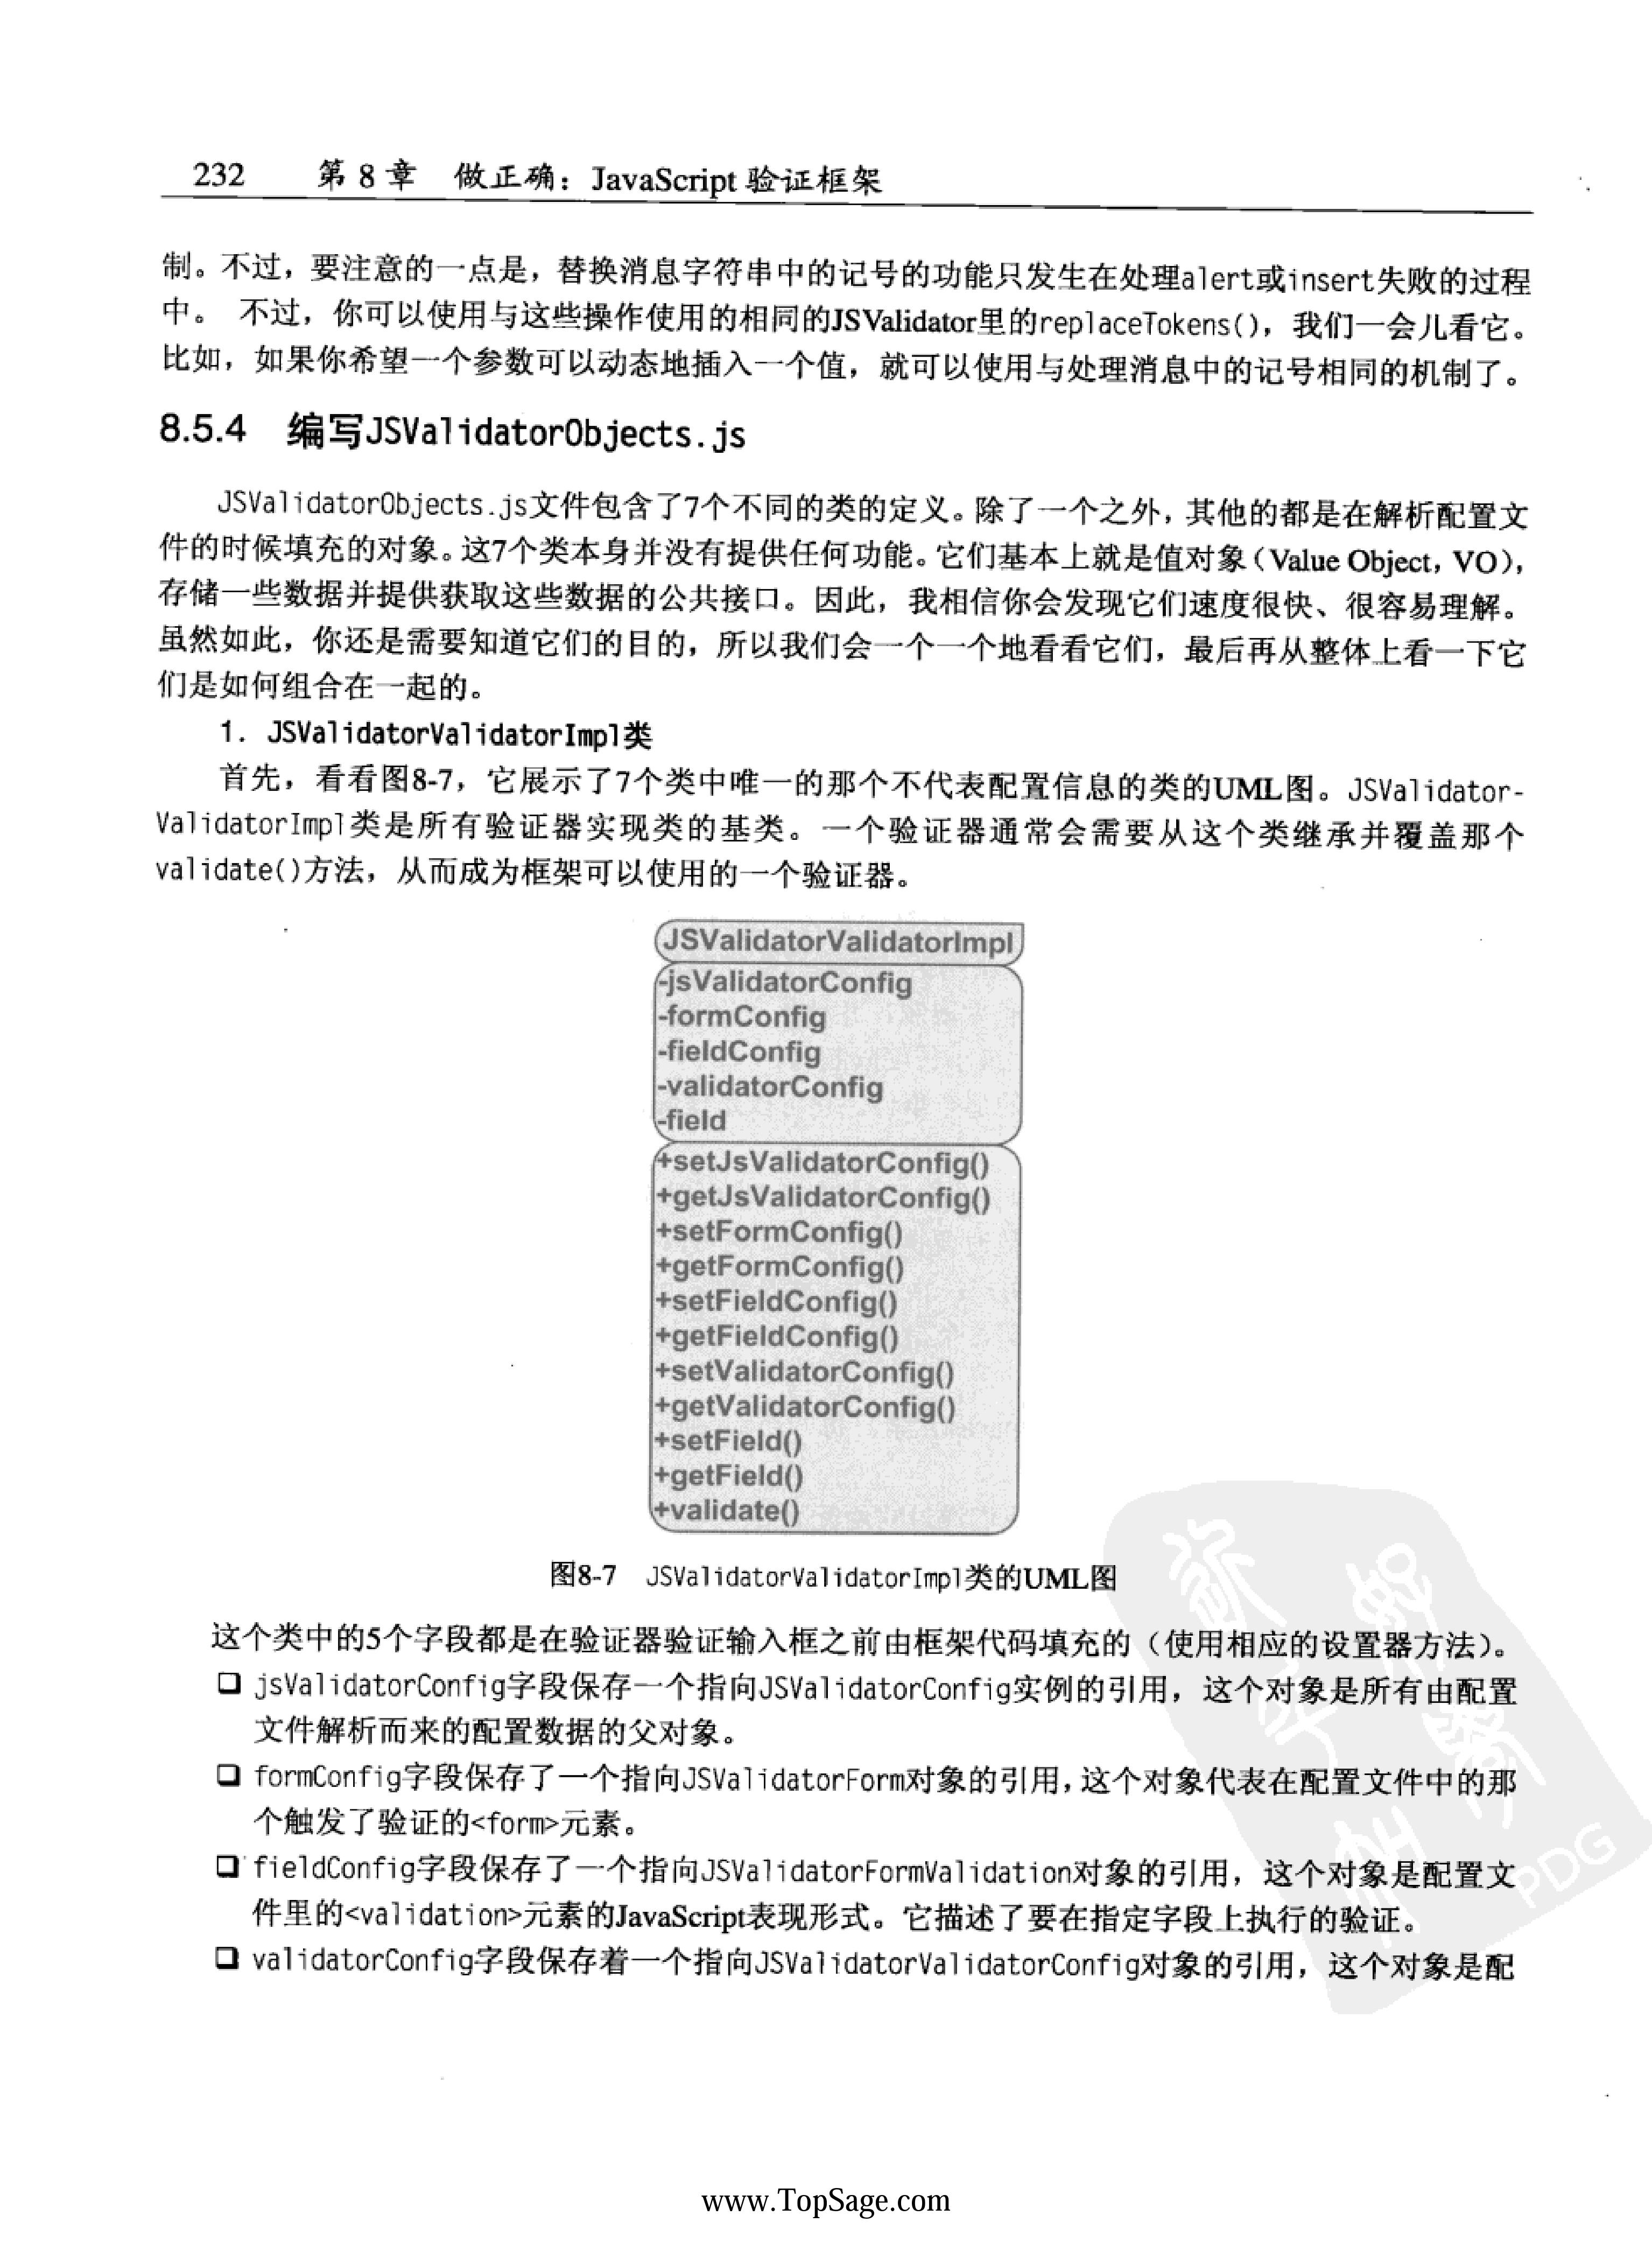 232 第 8 章 做正确：JavaScript 验证框架
制。不过，要注意的一点是，替换消息字符串中的记号的功能只发生在处理alert或insert失败的过程
中。 不过，你可以使用与这些操作使用的相同的JSValidator里的replaceTokens()，我们一会儿看它。
比如，如果你希望一个参数可以动态地插入一个值，就可以使用与处理消息中的记号相同的机制了。
8.5.4 编写JSValidatorObjects.js
JSValidatorObjects.js文件包含了7个不同的类的定义。除了一个之外，其他的都是在解析配置文
件的时候填充的对象。这7个类本身并没有提供任何功能。它们基本上就是值对象（Value Object，VO），
存储一些数据并提供获取这些数据的公共接口。因此，我相信你会发现它们速度很快、很容易理解。
虽然如此，你还是需要知道它们的目的，所以我们会一个一个地看看它们，最后再从整体上看一下它
们是如何组合在一起的。
1. JSValidatorValidatorImpl类
首先，看看图8-7，它展示了7个类中唯一的那个不代表配置信息的类的UML图。JSValidator-
ValidatorImpl类是所有验证器实现类的基类。一个验证器通常会需要从这个类继承并覆盖那个
validate()方法，从而成为框架可以使用的一个验证器。
JSValidatorValidatorImpl
-jsValidatorConfig
-formConfig
-fieldConfig
-validatorConfig
-field
+setJsValidatorConfig()
+getJsValidatorConfig()
+setFormConfig()
+getFormConfig()
+setFieldConfig()
+getFieldConfig()
+setValidatorConfig()
+getValidatorConfig()
+setField()
+getField()
+validate()
图8-7 JSValidatorValidatorImpl类的UML图
这个类中的5个字段都是在验证器验证输入框之前由框架代码填充的（使用相应的设置器方法）。
❑ jsValidatorConfig字段保存一个指向JSValidatorConfig实例的引用，这个对象是所有由配置
文件解析而来的配置数据的父对象。
❑ formConfig字段保存了一个指向JSValidatorForm对象的引用，这个对象代表在配置文件中的那
个触发了验证的<form>元素。
❑ fieldConfig字段保存了一个指向JSValidatorFormValidation对象的引用，这个对象是配置文
件里的<validation>元素的JavaScript表现形式。它描述了要在指定字段上执行的验证。
❑ validatorConfig字段保存着一个指向JSValidatorValidatorConfig对象的引用，这个对象是配
PDG
www.TopSage.com